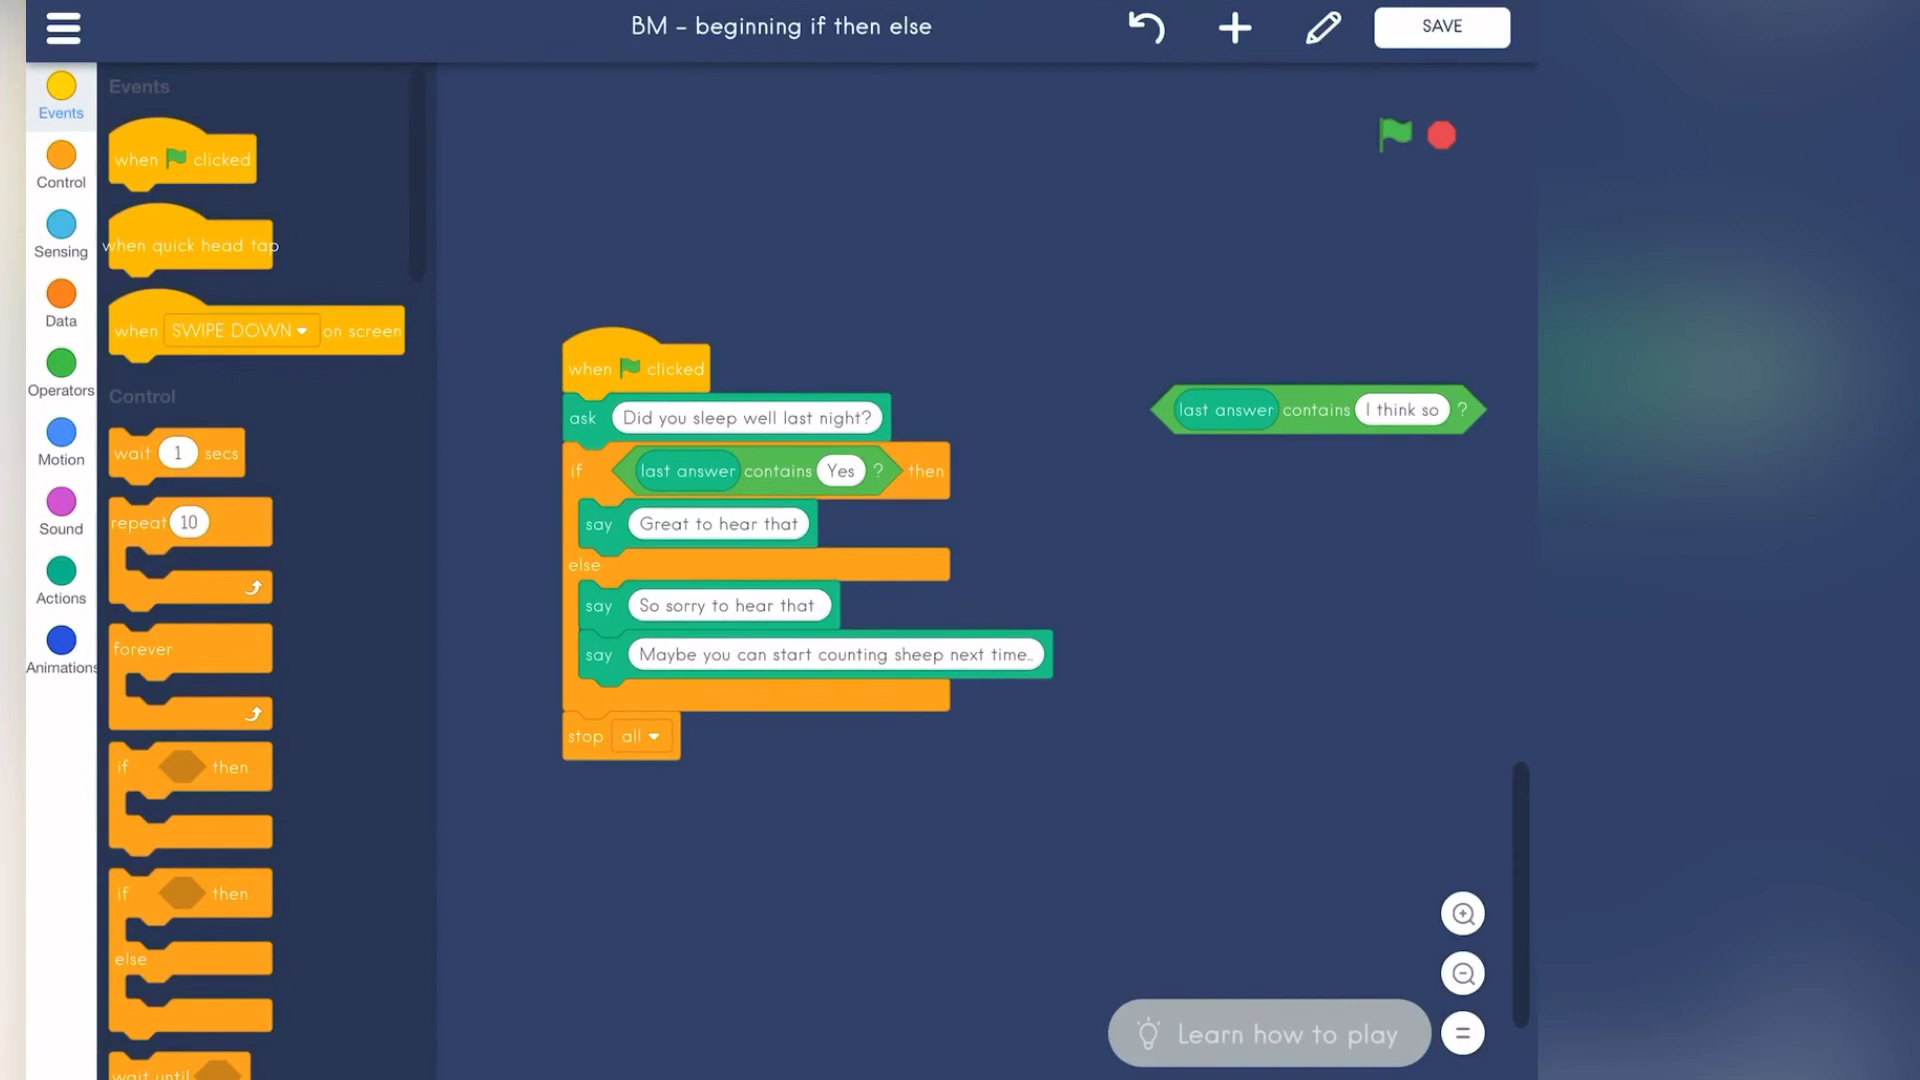 BM - beginning if then else
SAVE
Events
Control
Sensing
Data
Operators
Motion
Sound
Actions
Animations
Events
when clicked
when quick head tap
when SWIPE DOWN on screen
Control
wait 1 secs
repeat 10
forever
if then
if then
else
wait until
when clicked
ask Did you sleep well last night?
if last answer contains Yes ? then
say Great to hear that
else
say So sorry to hear that
say Maybe you can start counting sheep next time..
stop all
last answer contains I think so ?
Learn how to play